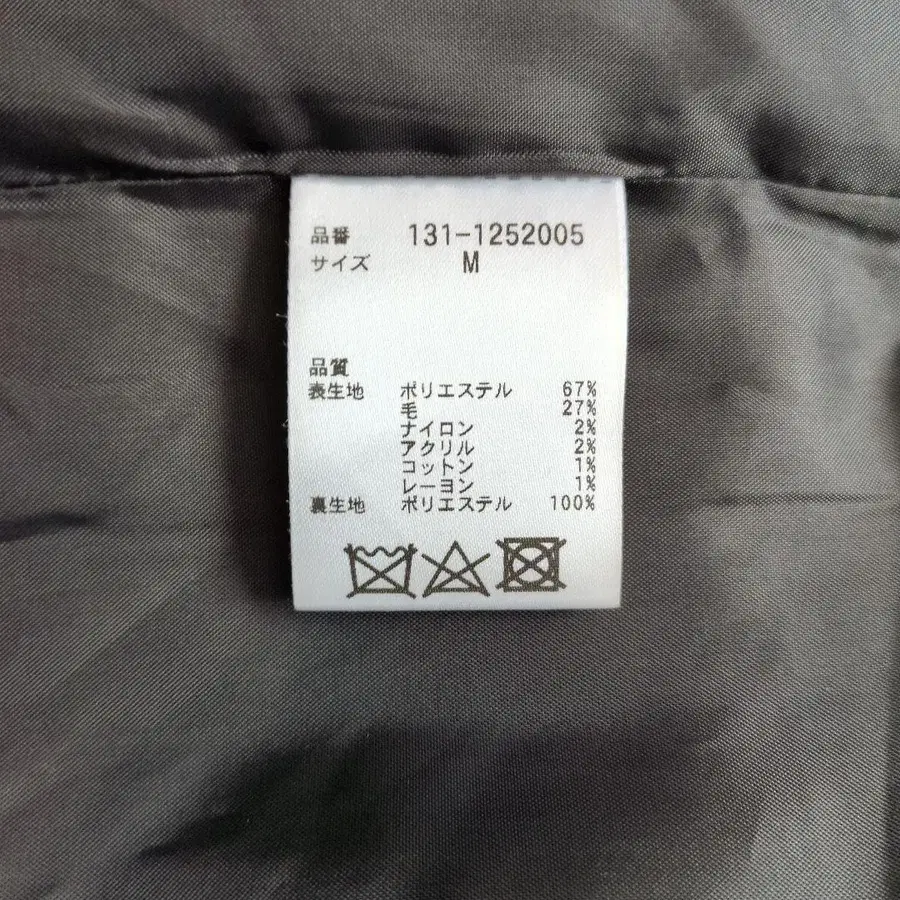 品番 131-1252005
サイズ M
品質
表生地 ポリエステル 67%
毛 27%
ナイロン 2%
アクリル 2%
コットン 1%
レーヨン 1%
裏生地 ポリエステル 100%